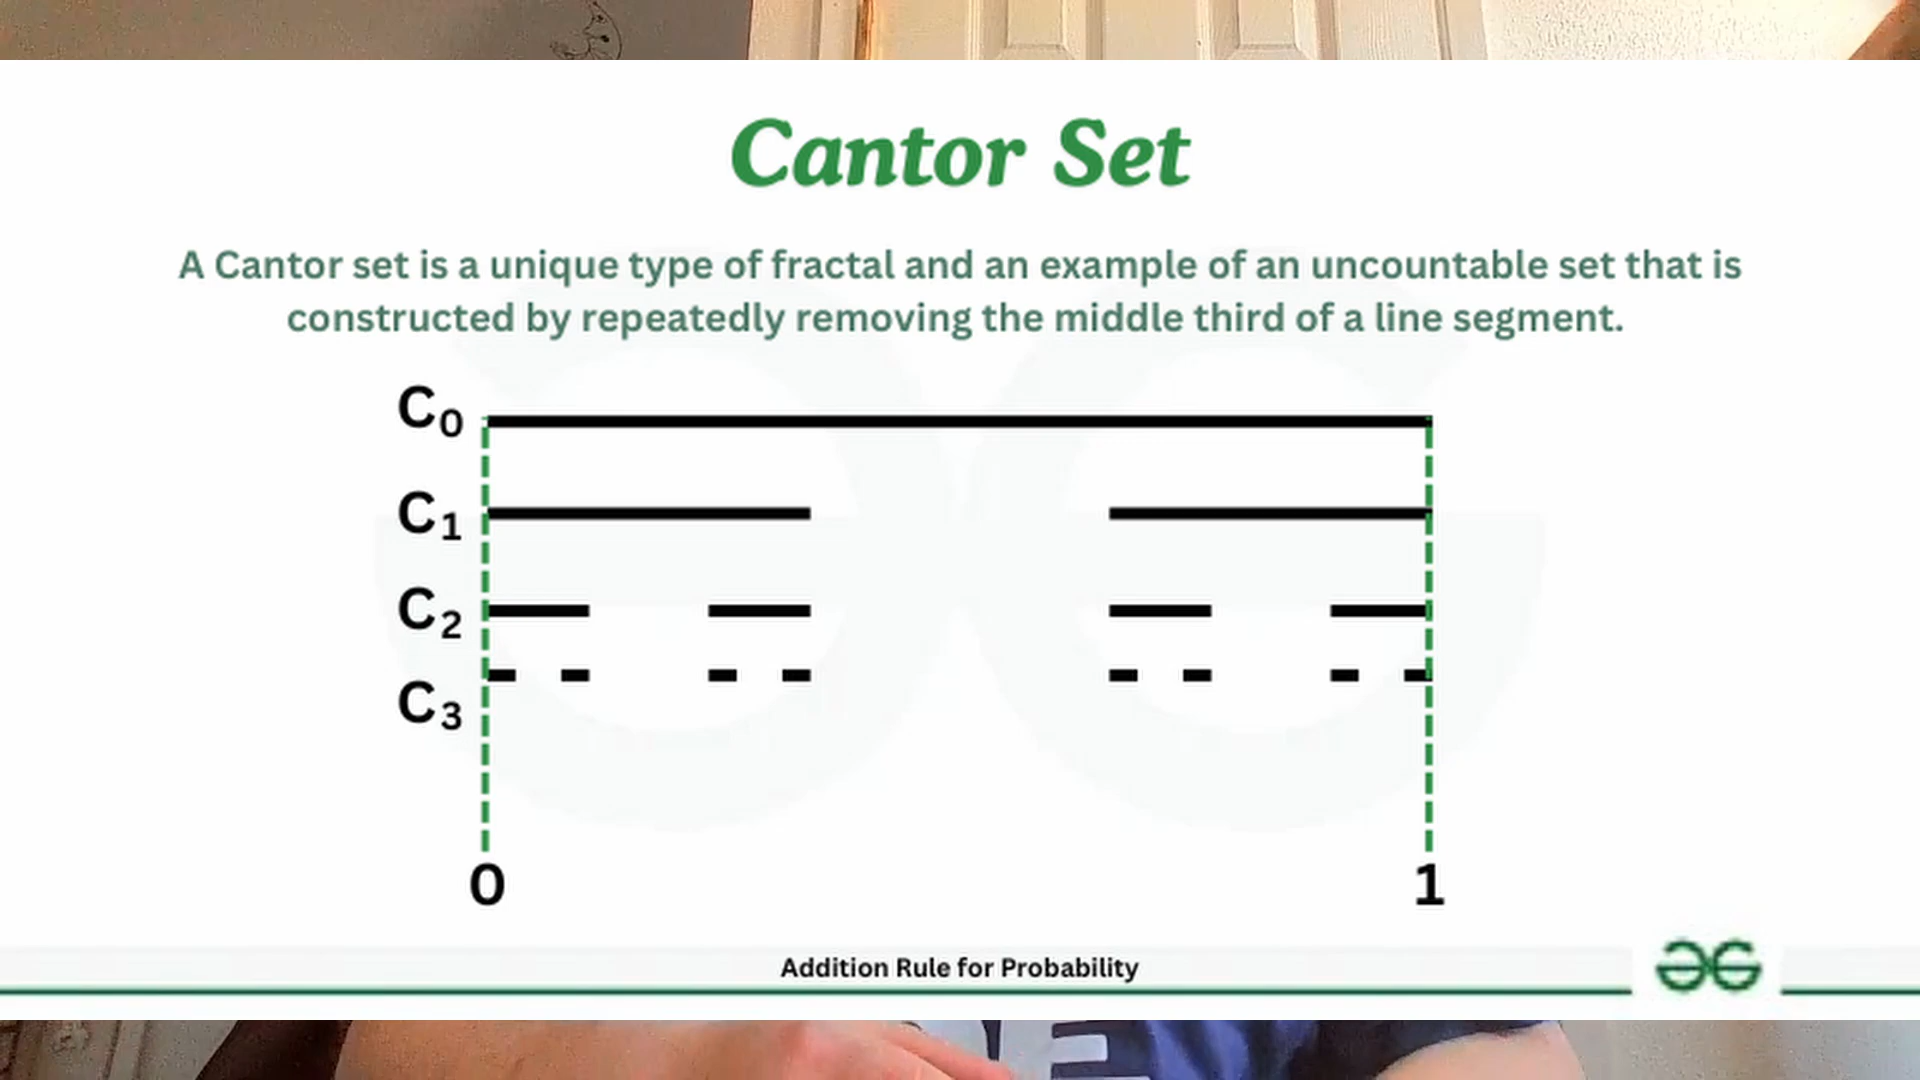 Cantor Set
A Cantor set is a unique type of fractal and an example of an uncountable set that is
constructed by repeatedly removing the middle third of a line segment.
C₀
C₁
C₂
C₃
0 1
Addition Rule for Probability